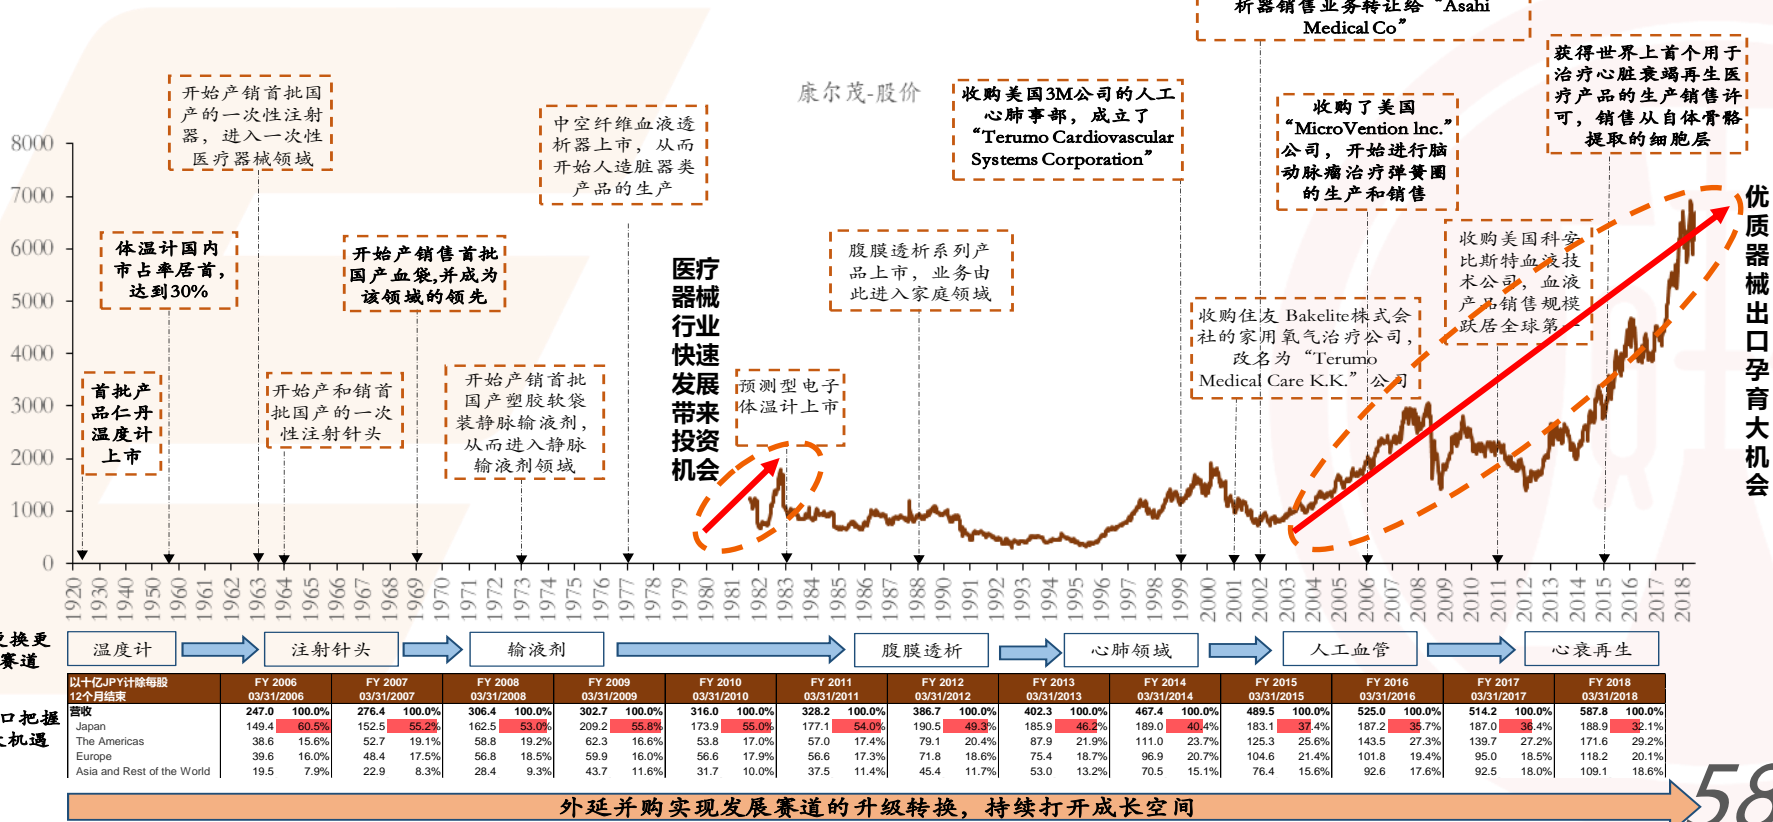 析器销售业务转让给“Asahi
Medical Co”
康尔茂-股价
开始产销首批国
产的一次性注射
器，进入一次性
医疗器械领域
中空纤维血液透
析器上市，从而
开始人造脏器类
产品的生产
收购美国3M公司的人工
心肺事部，成立了
“Terumo Cardiovascular
Systems Corporation”
收购了美国
“MicroVention lnc.”
公司，开始进行脑
动脉瘤治疗弹簧圈
的生产和销售
获得世界上首个用于
治疗心脏衰竭再生医
疗产品的生产销售许
可，销售从自体骨骼
提取的细胞层
体温计国内
市占率居首，
达到30%
开始产销售首批
国产血袋,并成为
该领域的领先
医疗
器械
行业
快速
发展
带来
投资
机会
腹膜透析系列产
品上市，业务由
此进入家庭领域
收购美国科安
比斯特血液技
术公司，血液
产品销售规模
跃居全球第一
优质器械出口孕育大机会
首批产
品仁丹
温度计
上市
开始产和销首
批国产的一次
性注射针头
开始产销首批
国产塑胶软袋
装静脉输液剂，
从而进入静脉
输液剂领域
预测型电子
体温计上市
收购住友 Bakelite株式会
社的家用氧气治疗公司，
改名为“Terumo
Medical Care K.K.”公司
8000
7000
6000
5000
4000
3000
2000
1000
0
1920 1930 1940 1950 1960 1961 1962 1963 1964 1965 1966 1967 1968 1969 1970 1971 1972 1973 1974 1975 1976 1977 1978 1979 1980 1981 1982 1983 1984 1985 1986 1987 1988 1989 1990 1991 1992 1993 1994 1995 1996 1997 1998 1999 2000 2001 2002 2003 2004 2005 2006 2007 2008 2009 2010 2011 2012 2013 2014 2015 2016 2017 2018
换更
赛道
温度计 注射针头 输液剂 腹膜透析 心肺领域 人工血管 心衰再生
口把握
机遇
以十亿JPY计除每股 FY 2006 FY 2007 FY 2008 FY 2009 FY 2010 FY 2011 FY 2012 FY 2013 FY 2014 FY 2015 FY 2016 FY 2017 FY 2018
12个月结束 03/31/2006 03/31/2007 03/31/2008 03/31/2009 03/31/2010 03/31/2011 03/31/2012 03/31/2013 03/31/2014 03/31/2015 03/31/2016 03/31/2017 03/31/2018
营收 247.0 100.0% 276.4 100.0% 306.4 100.0% 302.7 100.0% 316.0 100.0% 328.2 100.0% 386.7 100.0% 402.3 100.0% 467.4 100.0% 489.5 100.0% 525.0 100.0% 514.2 100.0% 587.8 100.0%
Japan 149.4 60.5% 152.5 55.2% 162.5 53.0% 209.2 55.8% 173.9 55.0% 177.1 54.0% 190.5 49.3% 185.9 46.2% 189.0 40.4% 183.1 37.4% 187.2 35.7% 187.0 36.4% 188.9 32.1%
The Americas 38.6 15.6% 52.7 19.1% 58.8 19.2% 62.3 16.6% 53.8 17.0% 57.0 17.4% 79.1 20.4% 87.9 21.9% 111.0 23.7% 125.3 25.6% 143.5 27.3% 139.7 27.2% 171.6 29.2%
Europe 39.6 16.0% 48.4 17.5% 56.8 18.5% 59.9 16.0% 56.6 17.9% 56.6 17.3% 71.8 18.6% 75.4 18.7% 96.9 20.7% 104.6 21.4% 101.8 19.4% 95.0 18.5% 118.2 20.1%
Asia and Rest of the World 19.5 7.9% 22.9 8.3% 28.4 9.3% 43.7 11.6% 31.7 10.0% 37.5 11.4% 45.4 11.7% 53.0 13.2% 70.5 15.1% 76.4 15.6% 92.6 17.6% 92.5 18.0% 109.1 18.6%
外延并购实现发展赛道的升级转换，持续打开成长空间
58